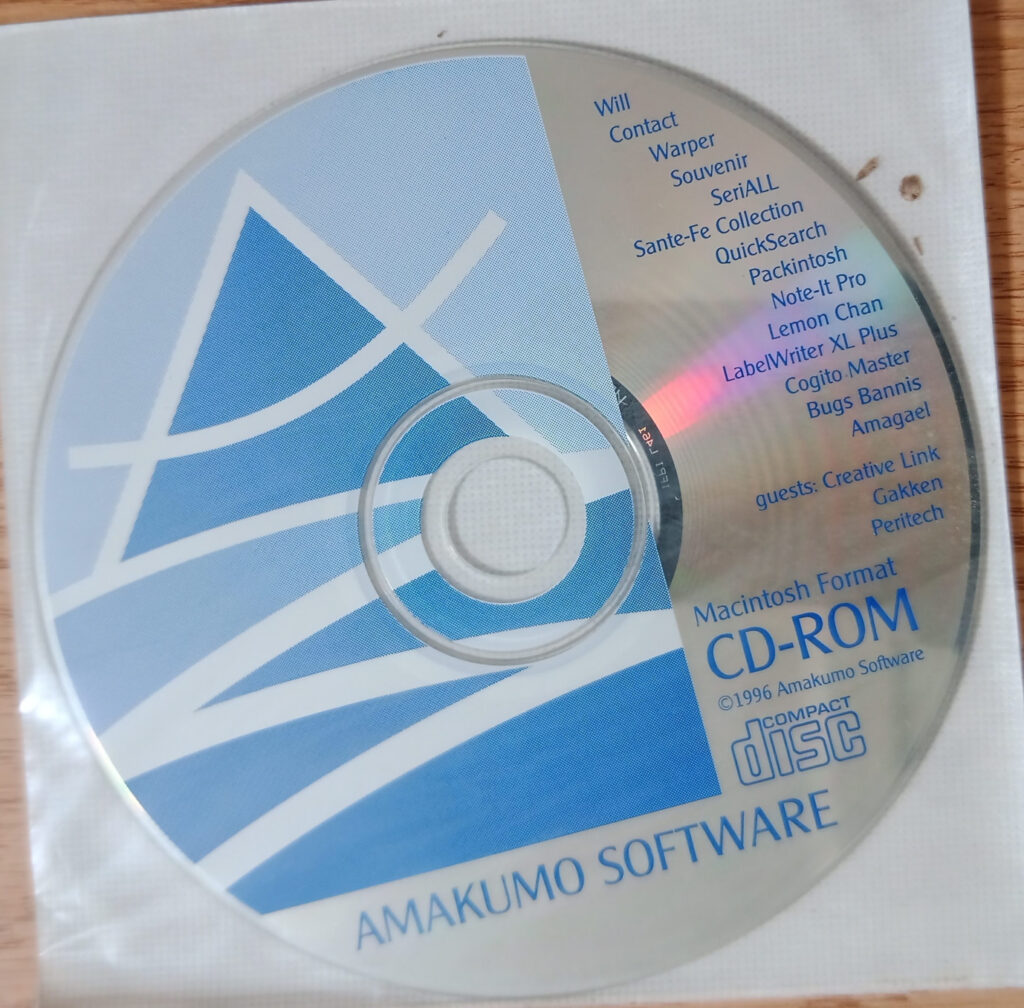 Will
Contact
Warper
Souvenir
SeriALL
Sante-Fe Collection
QuickSearch
Packintosh
Note-It Pro
Lemon Chan
LabelWriter XL Plus
Cogito Master
Bugs Bannis
Amagael
guests: Creative Link
Gakken
Peritech
Macintosh Format
CD-ROM
©1996 Amakumo Software
COMPACT
disc
AMAKUMO SOFTWARE